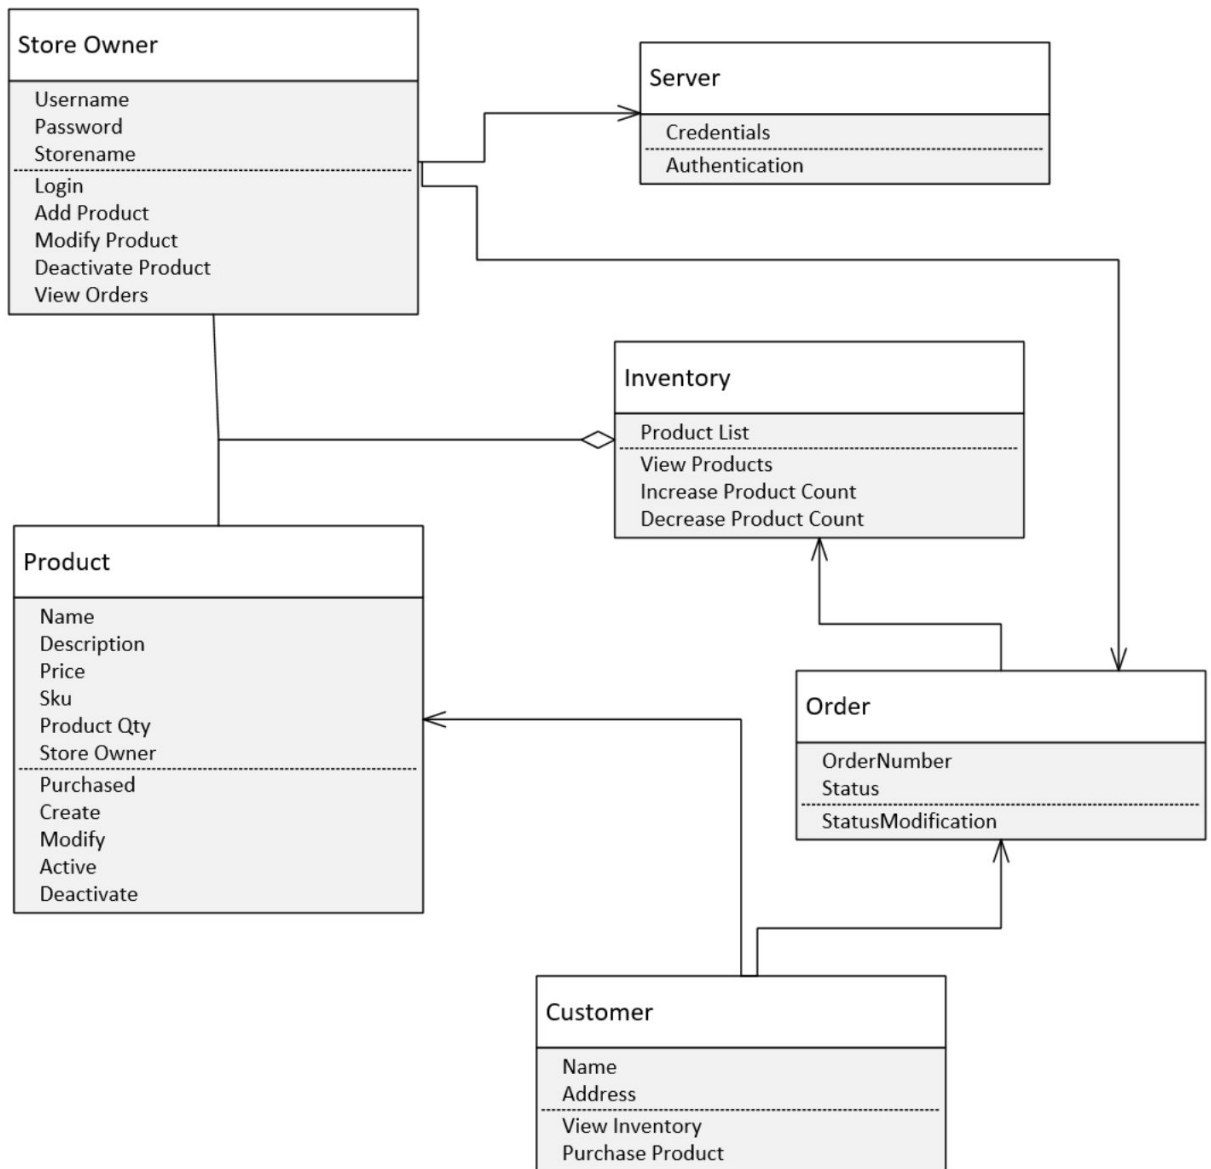 Store Owner
Username
Password
Storename
Login
Add Product
Modify Product
Deactivate Product
View Orders
Server
Credentials
Authentication
Inventory
Product List
View Products
Increase Product Count
Decrease Product Count
Product
Name
Description
Price
Sku
Product Qty
Store Owner
Purchased
Create
Modify
Active
Deactivate
Order
OrderNumber
Status
StatusModification
Customer
Name
Address
View Inventory
Purchase Product